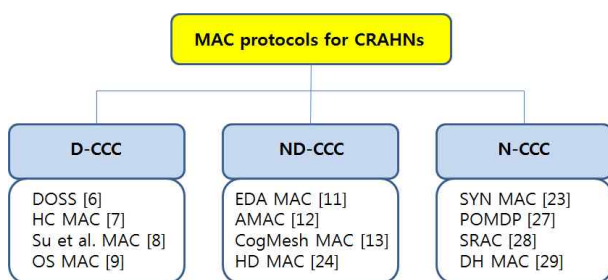 MAC protocols for CRAHNs
D-CCC
DOSS [6]
HC MAC [7]
Su et al. MAC [8]
OS MAC [9]
ND-CCC
EDA MAC [11]
AMAC [12]
CogMesh MAC [13]
HD MAC [24]
N-CCC
SYN MAC [23]
POMDP [27]
SRAC [28]
DH MAC [29]